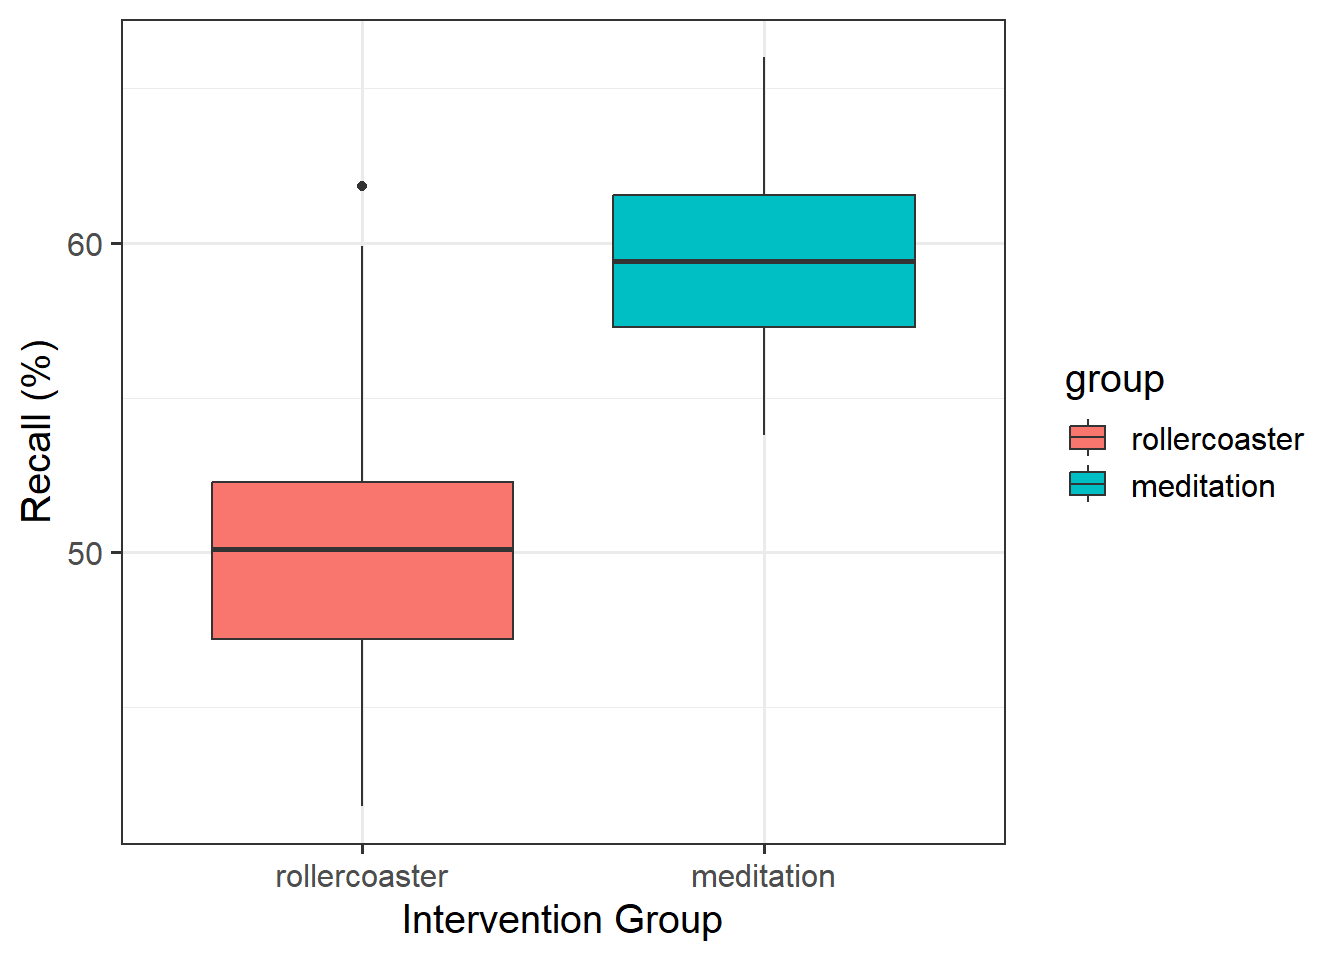 Recall (%)
60
50
rollercoaster
meditation
Intervention Group
group
rollercoaster
meditation